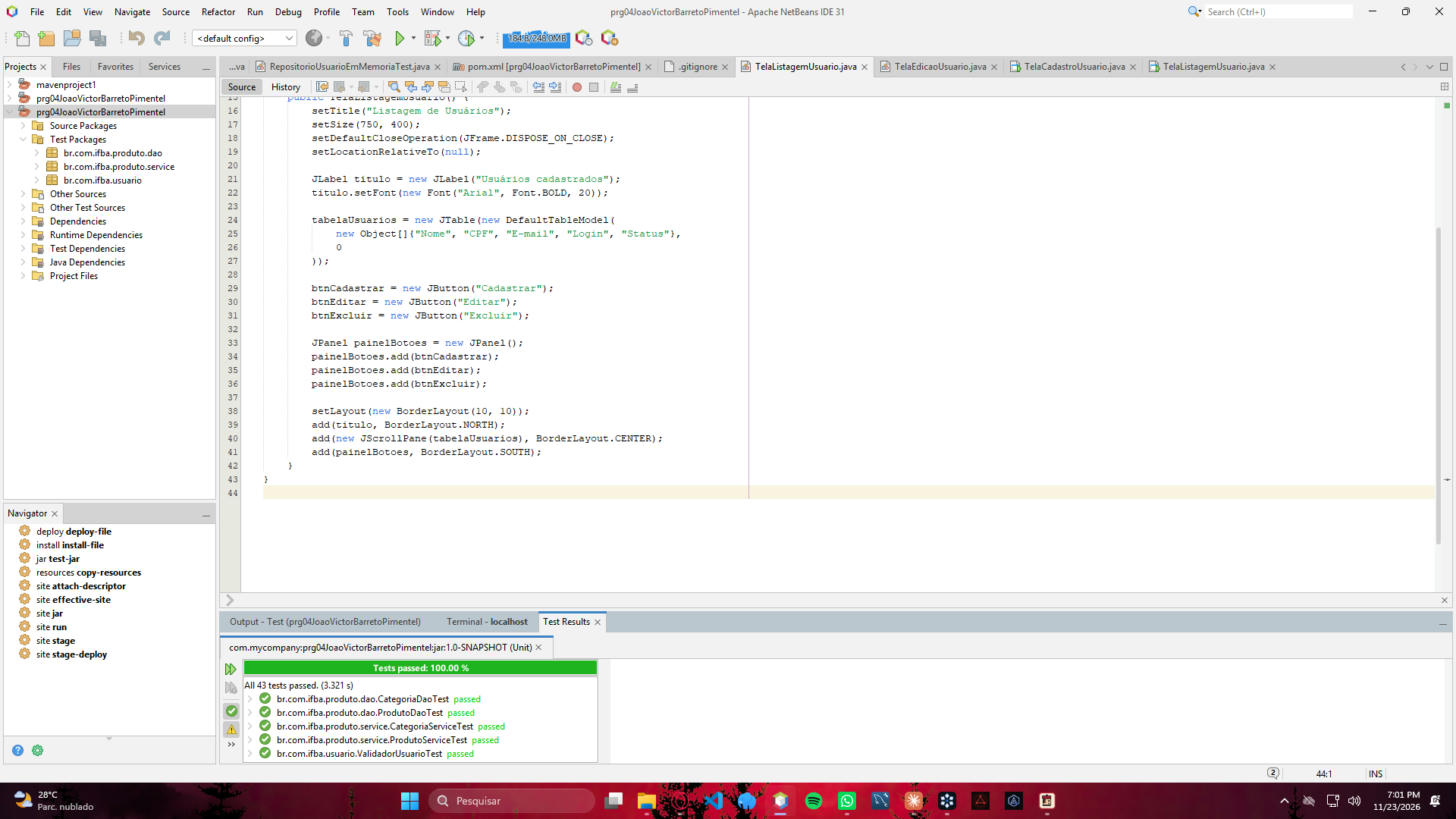 File Edit View Navigate Source Refactor Run Debug Profile Team Tools Window Help
prg04JoaoVictorBarretoPimentel - Apache NetBeans IDE 31
Search (Ctrl+I)
<default config>
184.8/248.0MB
Projects Files Favorites Services
...va RepositorioUsuarioEmMemoriaTest.java pom.xml [prg04JoaoVictorBarretoPimentel] .gitignore TelaListagemUsuario.java TelaEdicaoUsuario.java TelaCadastroUsuario.java TelaListagemUsuario.java
Source History
mavenproject1
prg04JoaoVictorBarretoPimentel
prg04JoaoVictorBarretoPimentel
Source Packages
Test Packages
br.com.ifba.produto.dao
br.com.ifba.produto.service
br.com.ifba.usuario
Other Sources
Other Test Sources
Dependencies
Runtime Dependencies
Test Dependencies
Java Dependencies
Project Files
15 public TelaListagemUsuario() {
16 setTitle("Listagem de Usuários");
17 setSize(750, 400);
18 setDefaultCloseOperation(JFrame.DISPOSE_ON_CLOSE);
19 setLocationRelativeTo(null);
20
21 JLabel titulo = new JLabel("Usuários cadastrados");
22 titulo.setFont(new Font("Arial", Font.BOLD, 20));
23
24 tabelaUsuarios = new JTable(new DefaultTableModel(
25 new Object[]{"Nome", "CPF", "E-mail", "Login", "Status"},
26 0
27 ));
28
29 btnCadastrar = new JButton("Cadastrar");
30 btnEditar = new JButton("Editar");
31 btnExcluir = new JButton("Excluir");
32
33 JPanel painelBotoes = new JPanel();
34 painelBotoes.add(btnCadastrar);
35 painelBotoes.add(btnEditar);
36 painelBotoes.add(btnExcluir);
37
38 setLayout(new BorderLayout(10, 10));
39 add(titulo, BorderLayout.NORTH);
40 add(new JScrollPane(tabelaUsuarios), BorderLayout.CENTER);
41 add(painelBotoes, BorderLayout.SOUTH);
42 }
43 }
44
Navigator
deploy deploy-file
install install-file
jar test-jar
resources copy-resources
site attach-descriptor
site effective-site
site jar
site run
site stage
site stage-deploy
Output - Test (prg04JoaoVictorBarretoPimentel) Terminal - localhost Test Results
com.mycompany:prg04JoaoVictorBarretoPimentel:jar:1.0-SNAPSHOT (Unit)
Tests passed: 100.00 %
All 43 tests passed. (3.321 s)
br.com.ifba.produto.dao.CategoriaDaoTest passed
br.com.ifba.produto.dao.ProdutoDaoTest passed
br.com.ifba.produto.service.CategoriaServiceTest passed
br.com.ifba.produto.service.ProdutoServiceTest passed
br.com.ifba.usuario.ValidadorUsuarioTest passed
2 44:1 INS
28°C
Parc. nublado
Pesquisar
7:01 PM
11/23/2026